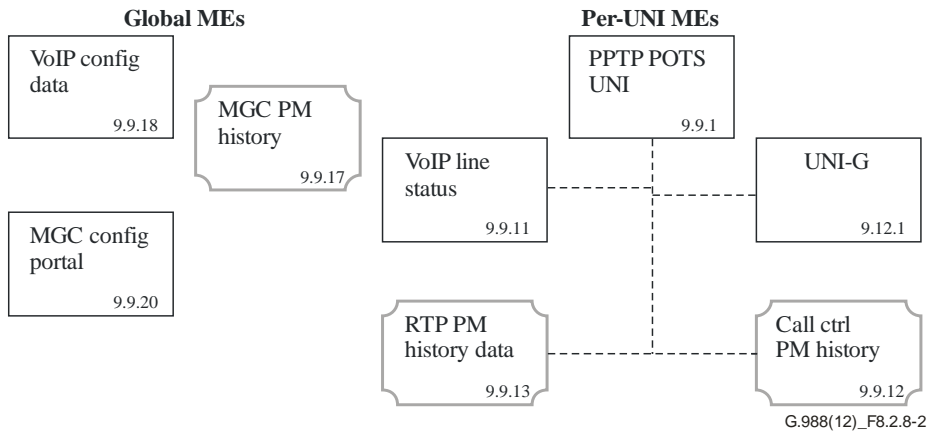 Global MEs
VoIP config
data
9.9.18
MGC PM
history
9.9.17
MGC config
portal
9.9.20
Per-UNI MEs
PPTP POTS
UNI
9.9.1
VoIP line
status
9.9.11
UNI-G
9.12.1
RTP PM
history data
9.9.13
Call ctrl
PM history
9.9.12
G.988(12)_F8.2.8-2